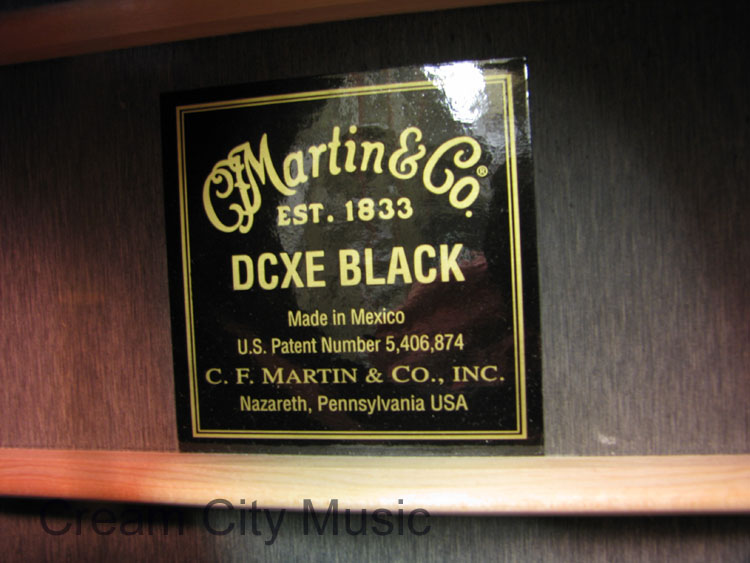 CFMartin & Co.®
EST. 1833
DCXE BLACK
Made in Mexico
U.S. Patent Number 5,406,874
C. F. MARTIN & CO., INC.
Nazareth, Pennsylvania USA
Cream City Music